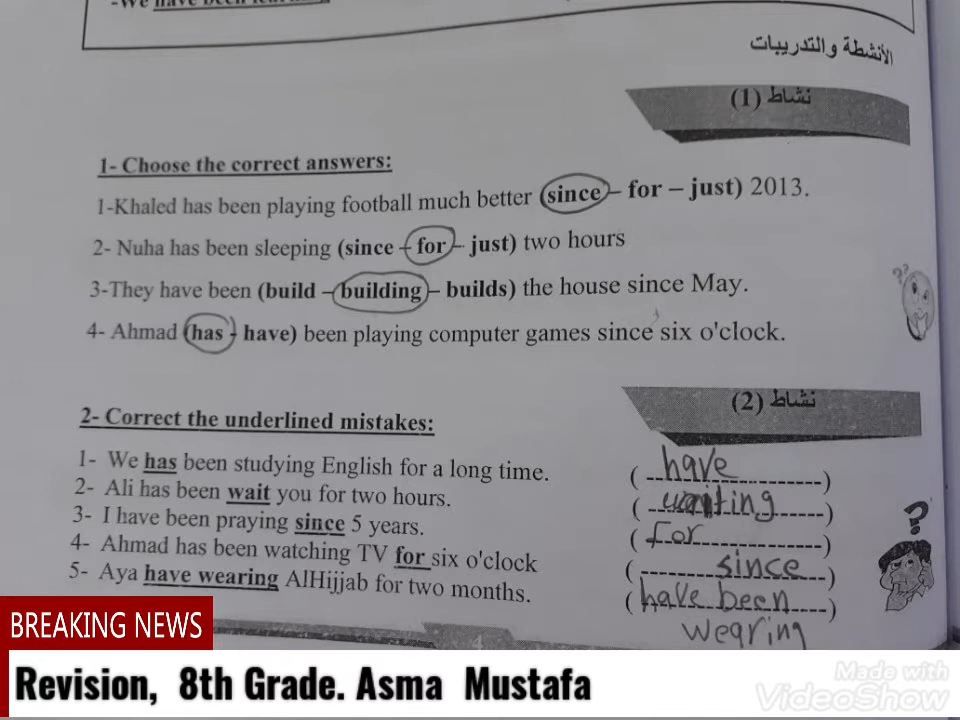 -We have been
الأنشطة والتدريبات
نشاط (1)
1- Choose the correct answers:
1-Khaled has been playing football much better (since – for – just) 2013.
2- Nuha has been sleeping (since – for – just) two hours
3-They have been (build – building – builds) the house since May.
4- Ahmad (has - have) been playing computer games since six o'clock.
نشاط (2)
2- Correct the underlined mistakes:
1- We has been studying English for a long time. (have)
2- Ali has been wait you for two hours. (waiting)
3- I have been praying since 5 years. (For)
4- Ahmad has been watching TV for six o'clock (since)
5- Aya have wearing AlHijjab for two months. (have been)
wearing
4
BREAKING NEWS
Revision, 8th Grade. Asma Mustafa
Made with
VideoShow